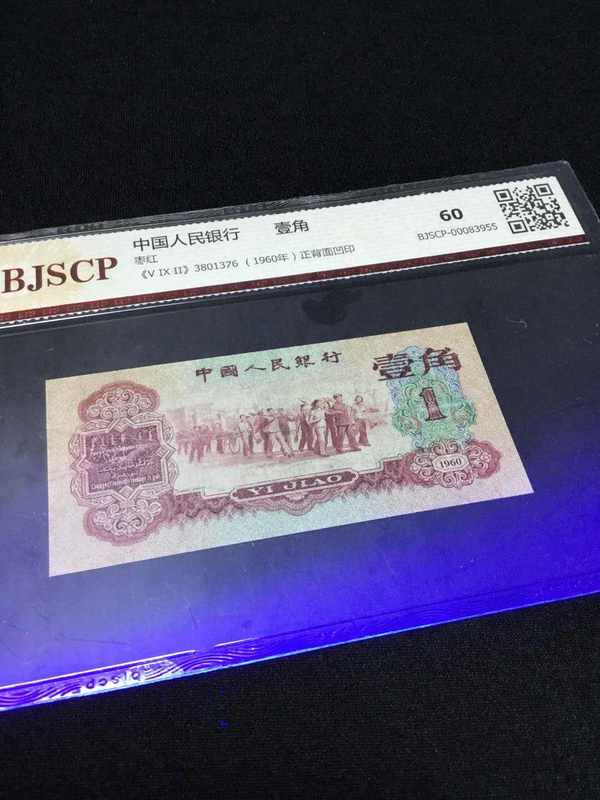 BJSCP
中国人民银行 壹角
枣红
《V IX II》3801376 （1960年）正背面凹印
60
BJSCP-00083955
中國人民銀行
壹角
1
1960
YI JIAO